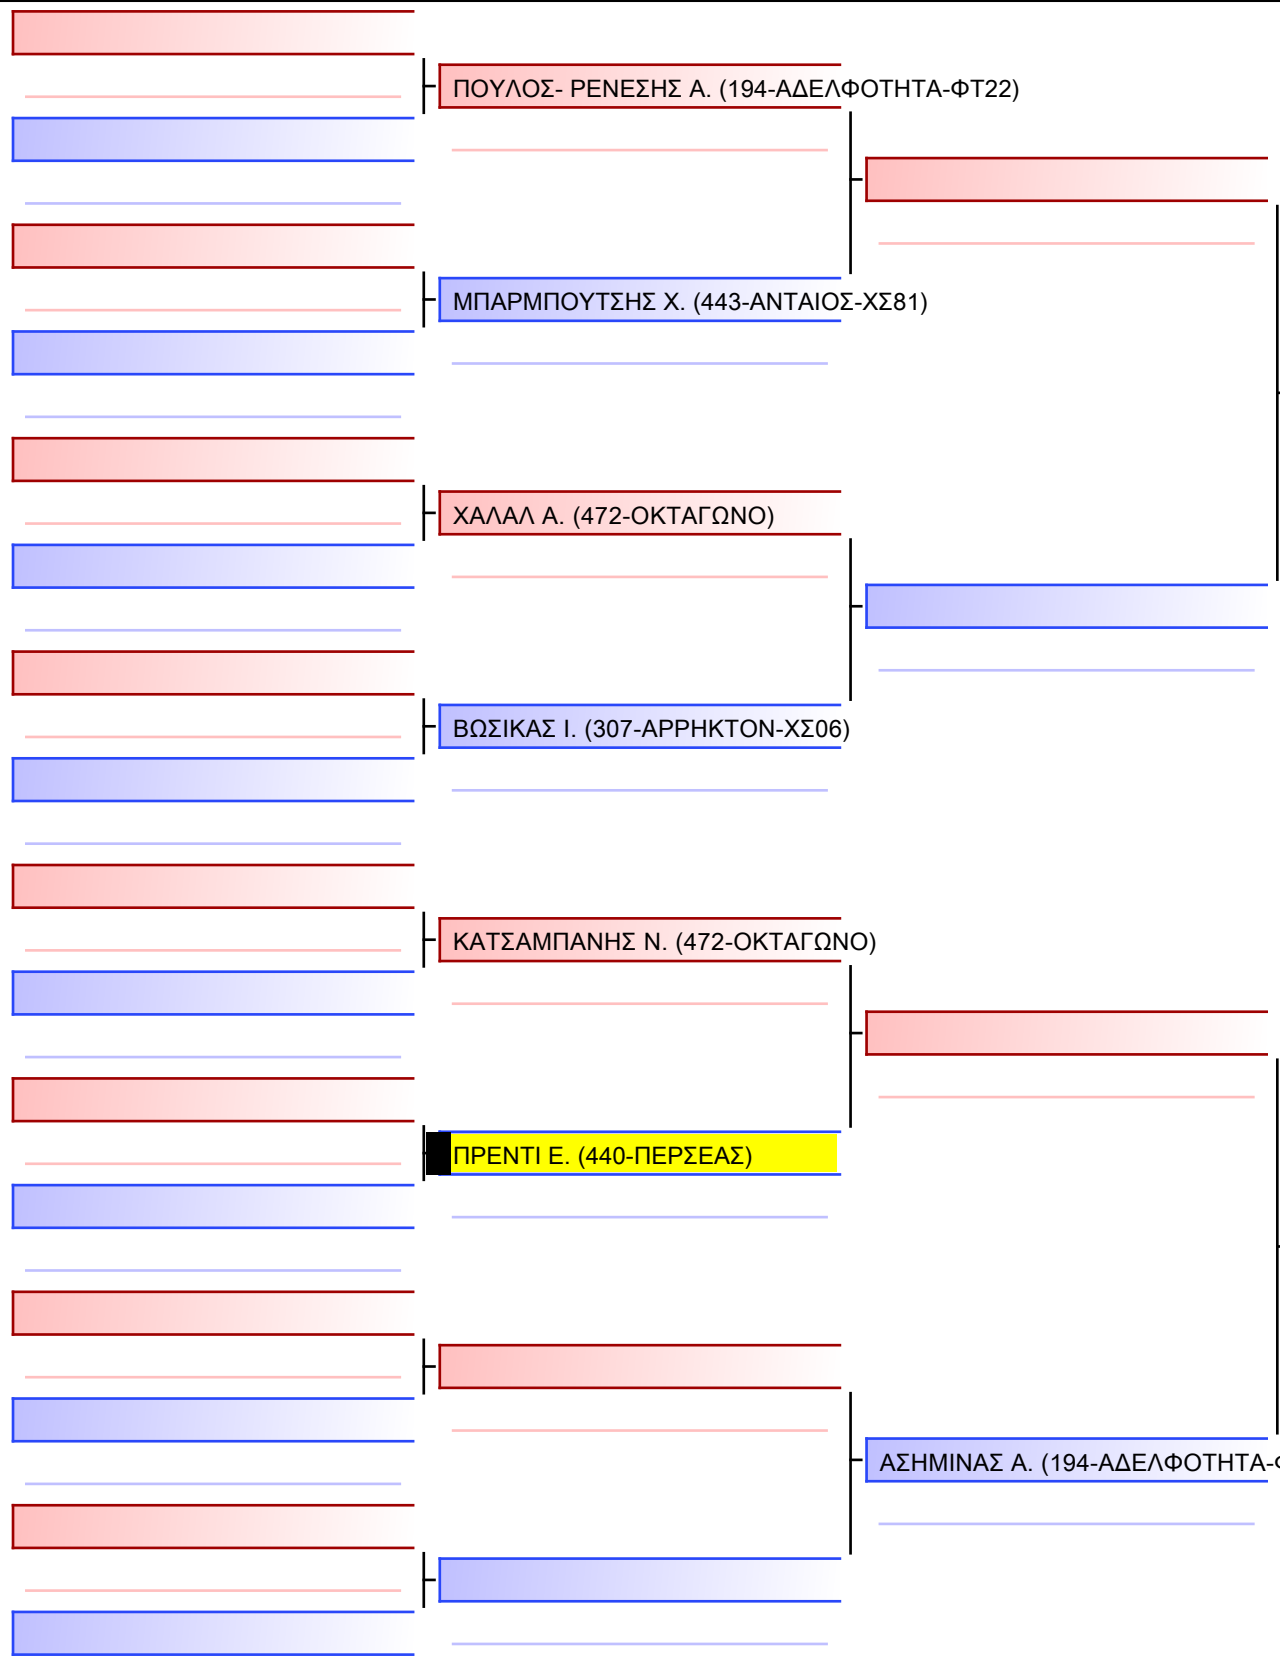 ΠΟΥΛΟΣ- ΡΕΝΕΣΗΣ Α. (194-ΑΔΕΛΦΟΤΗΤΑ-ΦΤ22)
ΜΠΑΡΜΠΟΥΤΣΗΣ Χ. (443-ΑΝΤΑΙΟΣ-ΧΣ81)
ΧΑΛΑΛ Α. (472-ΟΚΤΑΓΩΝΟ)
ΒΩΣΙΚΑΣ Ι. (307-ΑΡΡΗΚΤΟΝ-ΧΣ06)
ΚΑΤΣΑΜΠΑΝΗΣ Ν. (472-ΟΚΤΑΓΩΝΟ)
ΠΡΕΝΤΙ Ε. (440-ΠΕΡΣΕΑΣ)
ΑΣΗΜΙΝΑΣ Α. (194-ΑΔΕΛΦΟΤΗΤΑ-